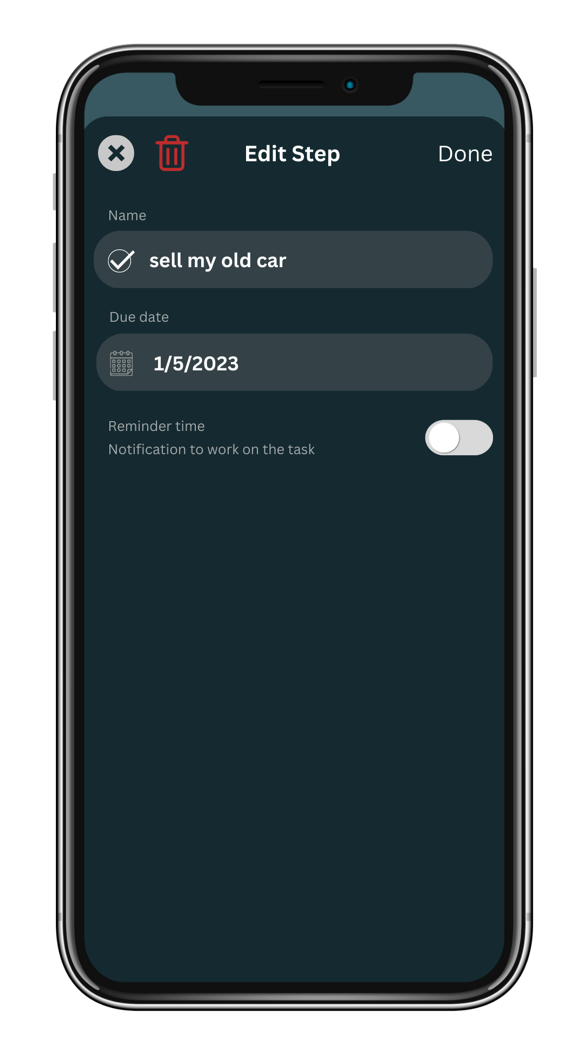 Edit Step
Done
Name
sell my old car
Due date
1/5/2023
Reminder time
Notification to work on the task